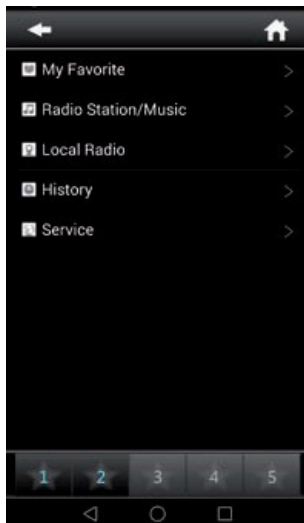 My Favorite
Radio Station/Music
Local Radio
History
Service
1 2 3 4 5